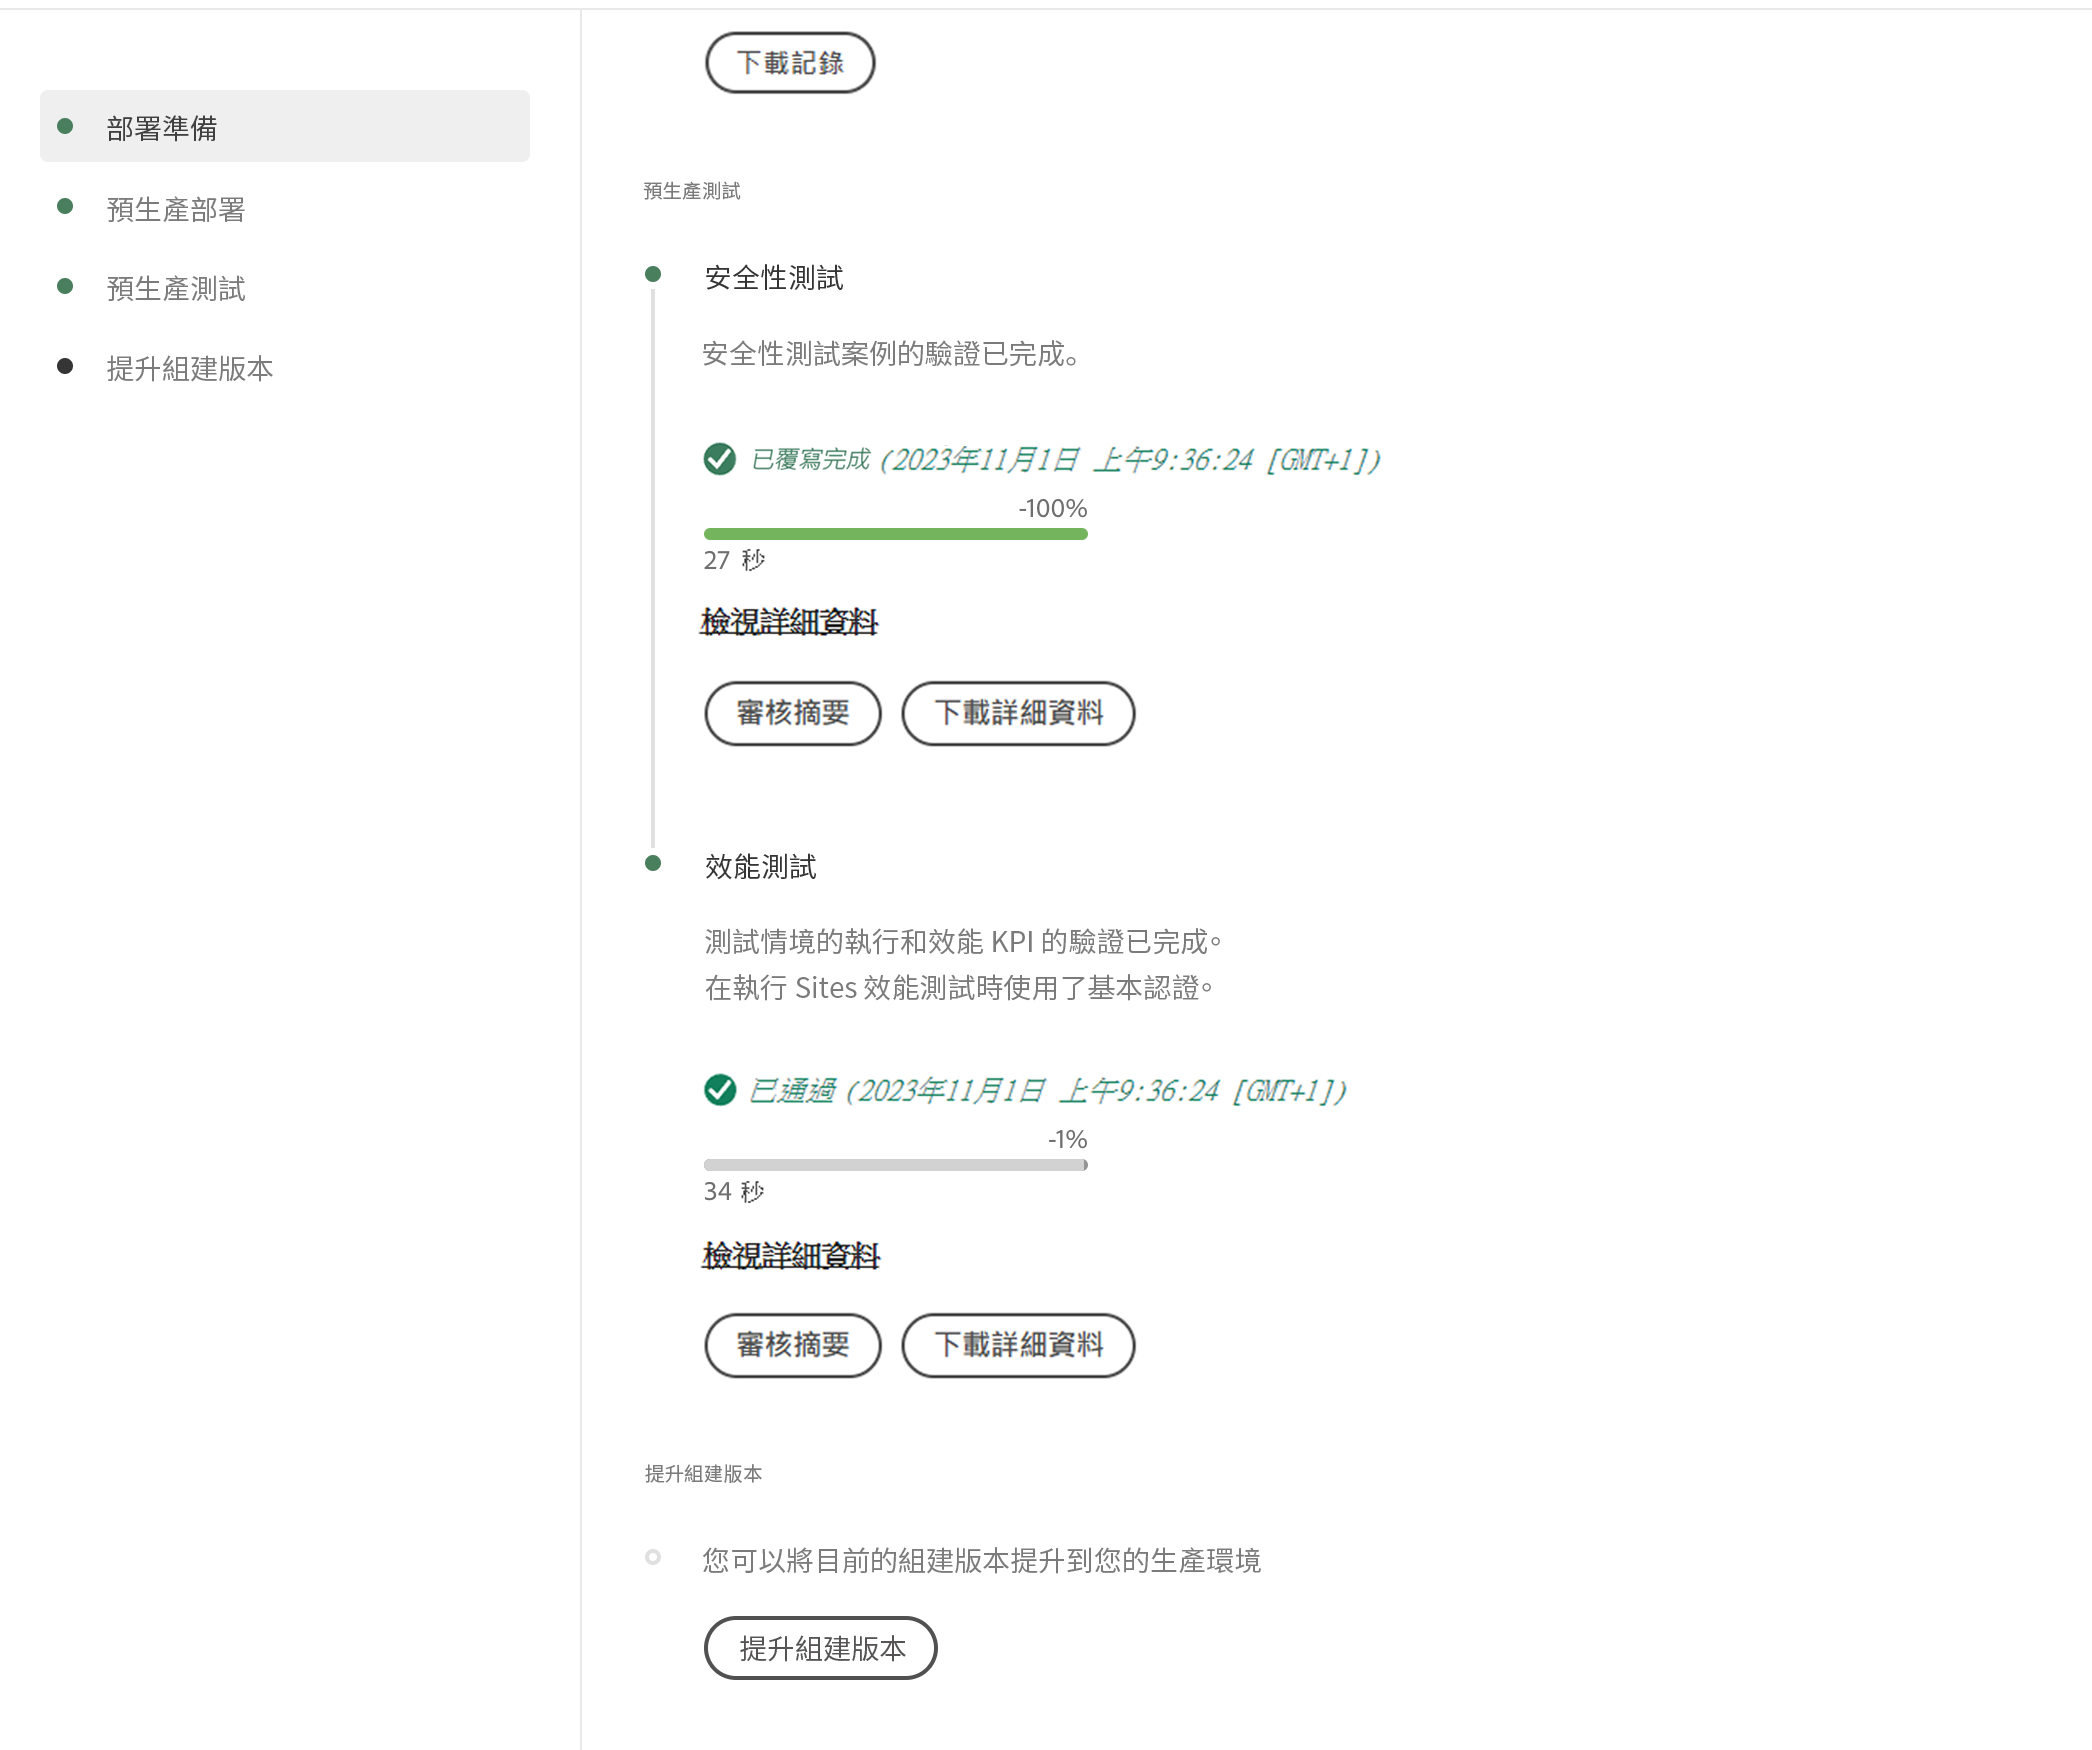 部署準備
預生產部署
預生產測試
提升組建版本
下載記錄
預生產測試
安全性測試
安全性測試案例的驗證已完成。
已覆寫完成 (2023年11月1日 上午9:36:24 [GMT+1])
-100%
27 秒
檢視詳細資料
審核摘要 下載詳細資料
效能測試
測試情境的執行和效能 KPI 的驗證已完成。
在執行 Sites 效能測試時使用了基本認證。
已通過 (2023年11月1日 上午9:36:24 [GMT+1])
-1%
34 秒
檢視詳細資料
審核摘要 下載詳細資料
提升組建版本
您可以將目前的組建版本提升到您的生產環境
提升組建版本